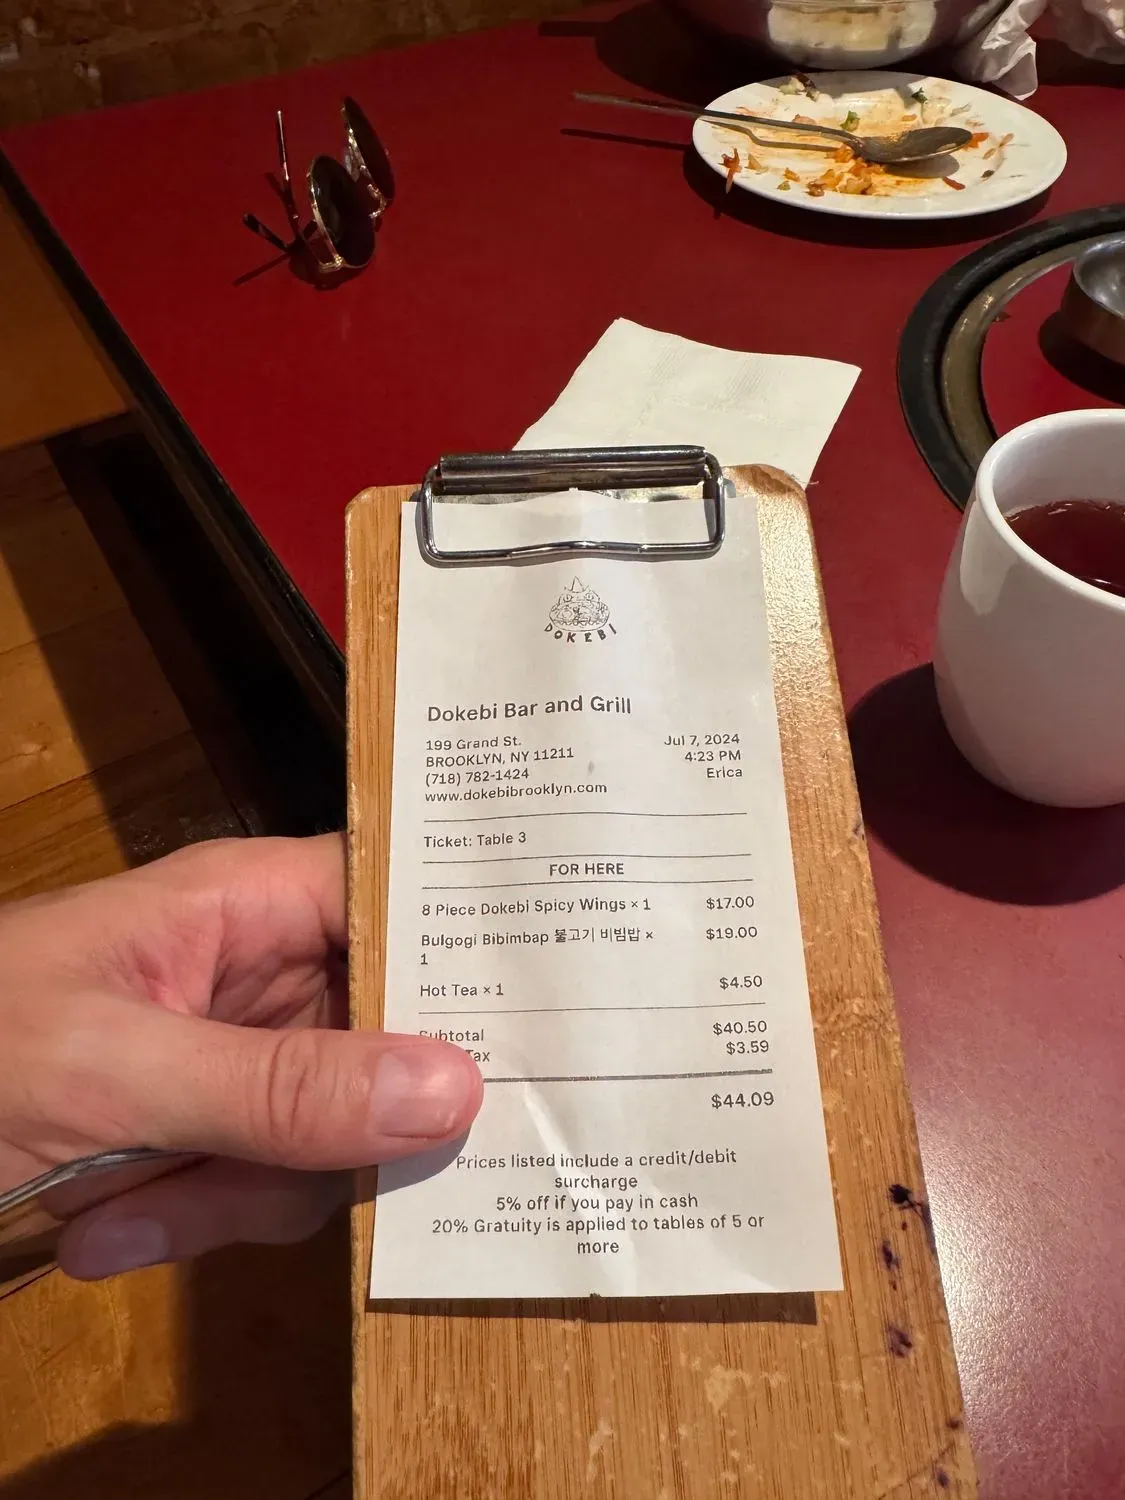 DOKEBI
Dokebi Bar and Grill
199 Grand St.
BROOKLYN, NY 11211
(718) 782-1424
www.dokebibrooklyn.com
Jul 7, 2024
4:23 PM
Erica
Ticket: Table 3
FOR HERE
8 Piece Dokebi Spicy Wings × 1 $17.00
Bulgogi Bibimbap 불고기 비빔밥 × $19.00
1
Hot Tea × 1 $4.50
Subtotal $40.50
Tax $3.59
$44.09
Prices listed include a credit/debit
surcharge
5% off if you pay in cash
20% Gratuity is applied to tables of 5 or
more